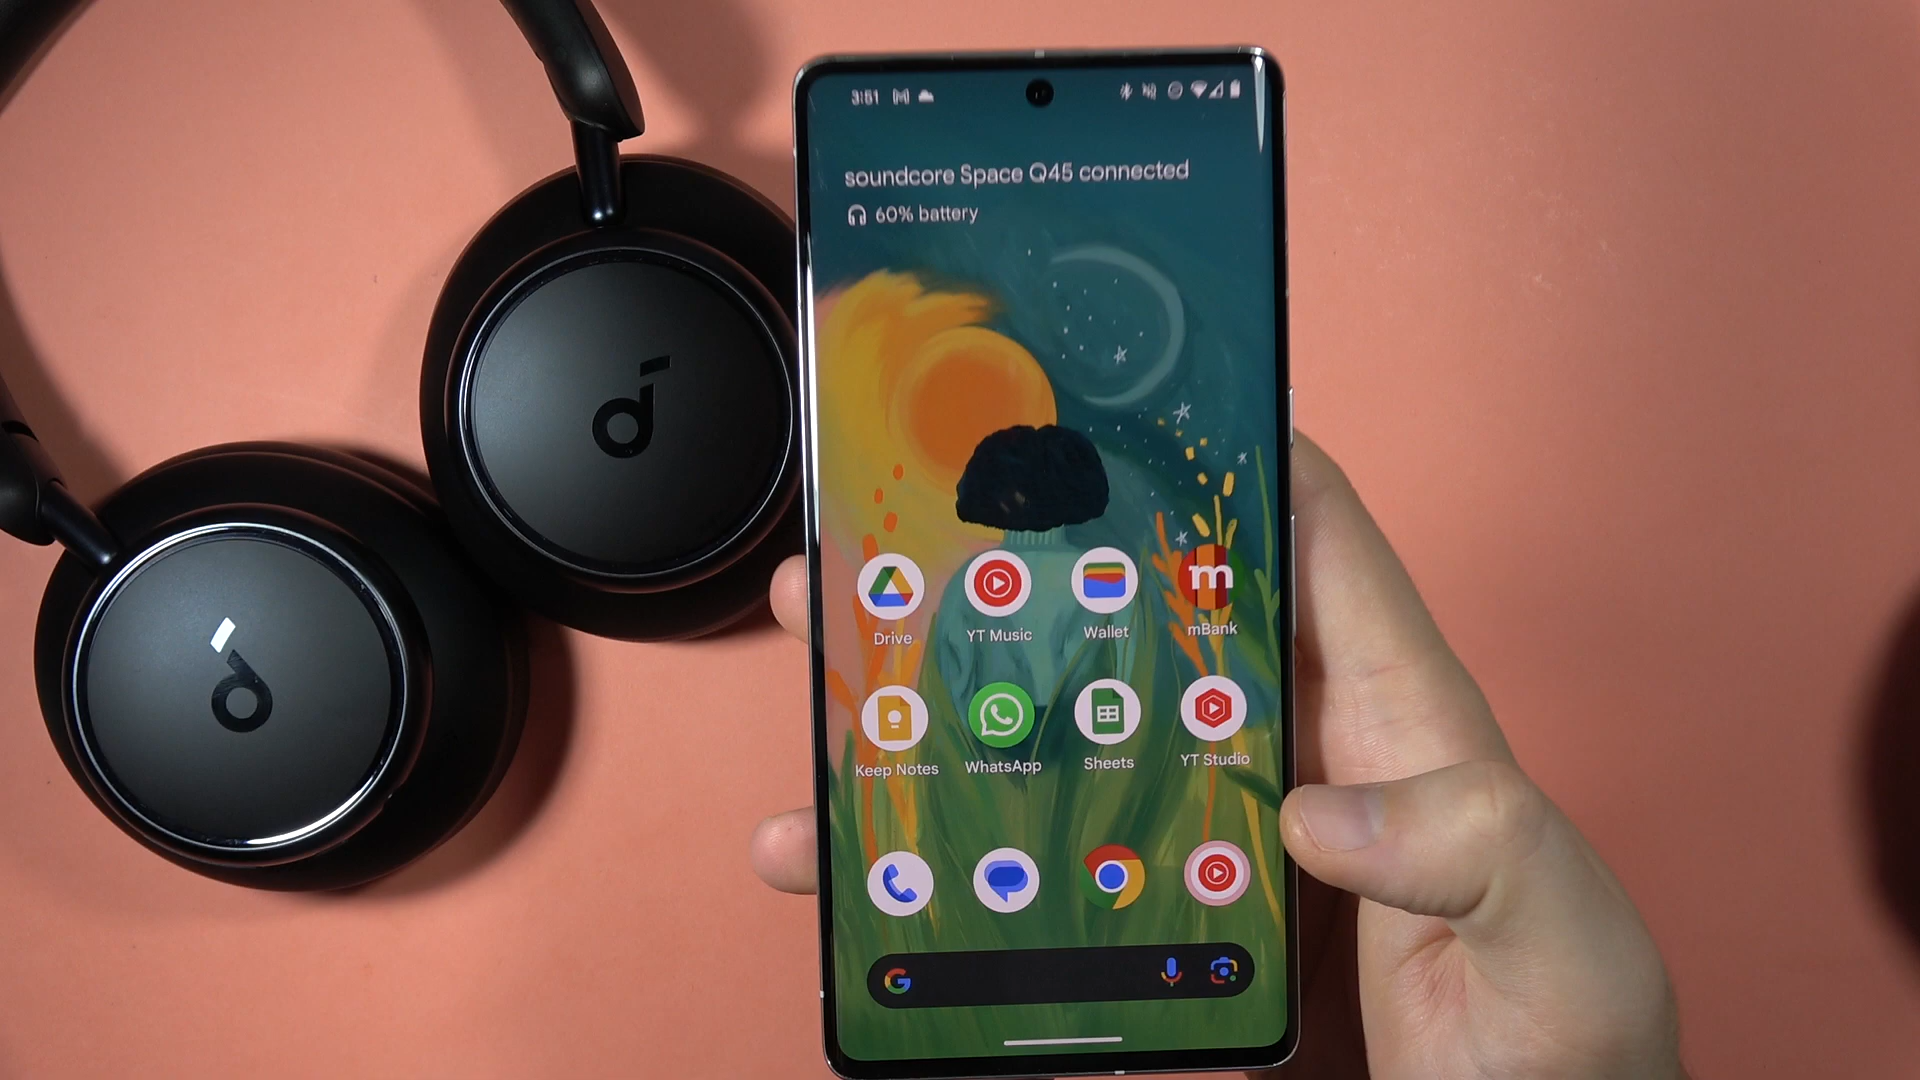 3:51
soundcore Space Q45 connected
60% battery
m
Drive
YT Music
Wallet
mBank
Keep Notes
WhatsApp
Sheets
YT Studio
G